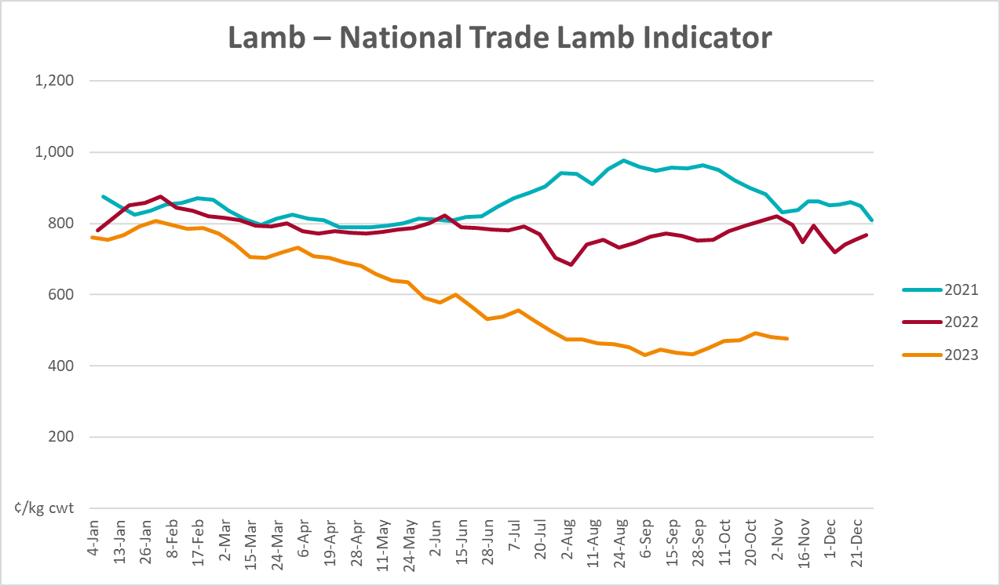 Lamb – National Trade Lamb Indicator
1,200
1,000
800
600
400
200
¢/kg cwt
4-Jan
13-Jan
26-Jan
8-Feb
17-Feb
2-Mar
15-Mar
24-Mar
6-Apr
19-Apr
28-Apr
11-May
24-May
2-Jun
15-Jun
28-Jun
7-Jul
20-Jul
2-Aug
11-Aug
24-Aug
6-Sep
15-Sep
28-Sep
11-Oct
20-Oct
2-Nov
16-Nov
1-Dec
21-Dec
2021
2022
2023